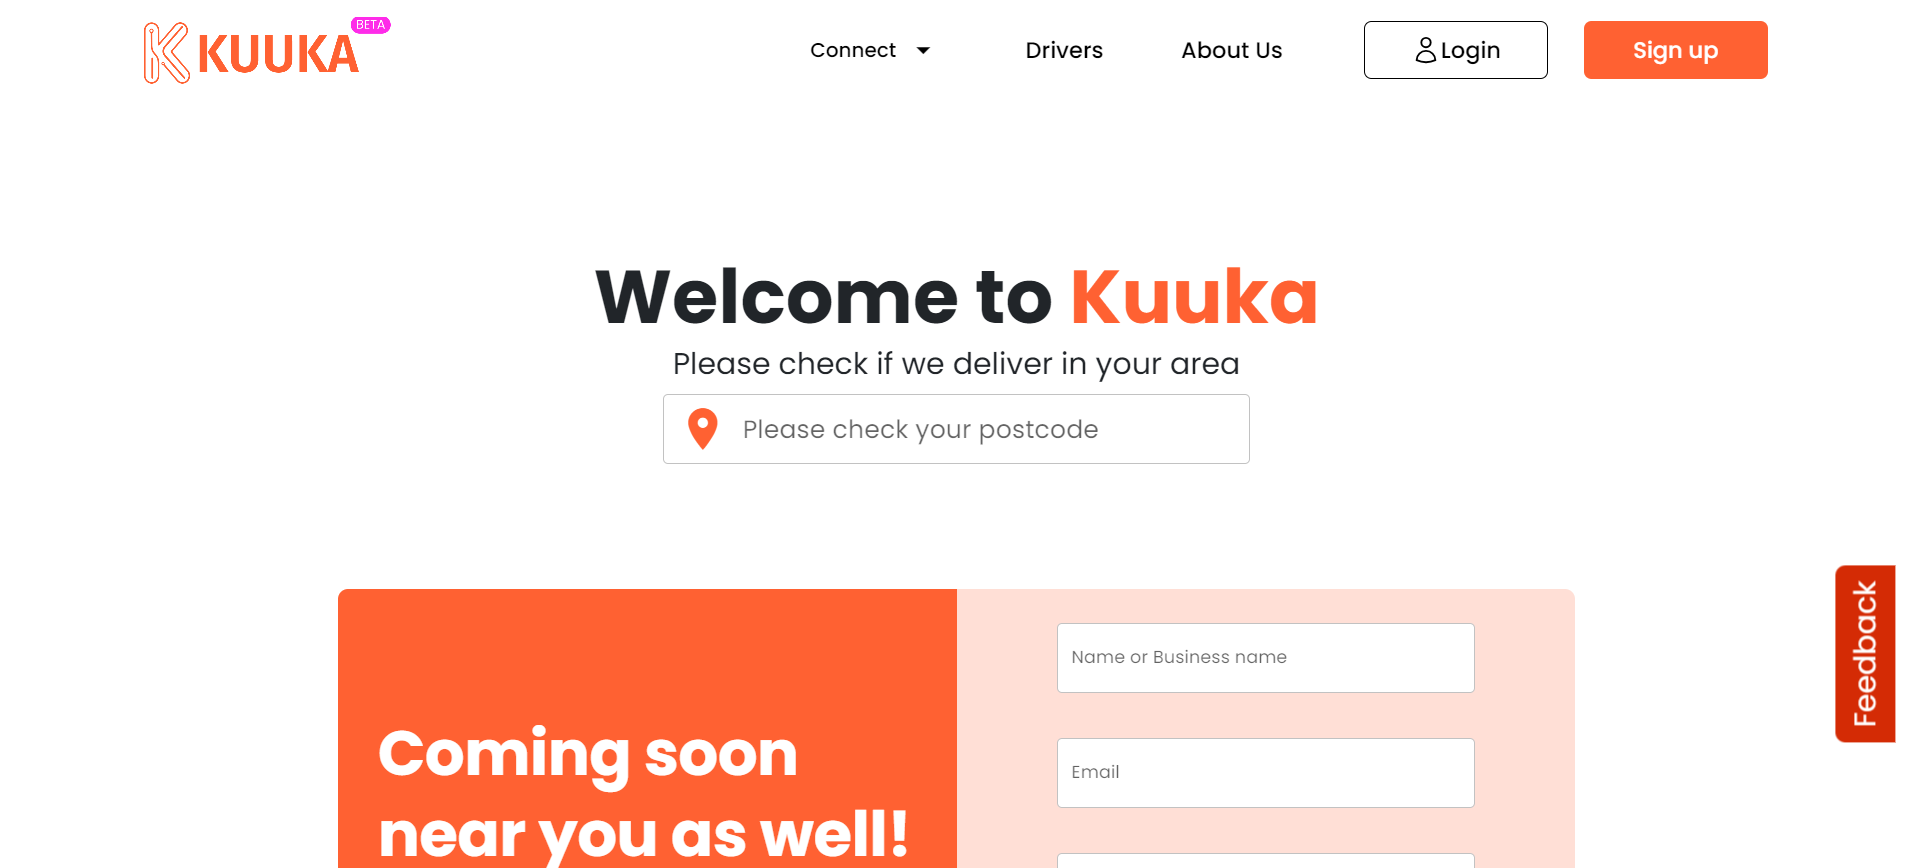 KUUKA
BETA
Connect
Drivers
About Us
Login
Sign up
Welcome to Kuuka
Please check if we deliver in your area
Please check your postcode
Coming soon
near you as well!
Name or Business name
Email
Feedback